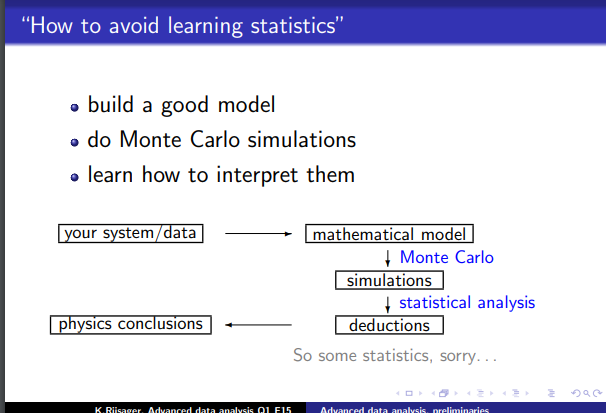 “How to avoid learning statistics”
build a good model
do Monte Carlo simulations
learn how to interpret them
your system/data
mathematical model
Monte Carlo
simulations
statistical analysis
physics conclusions
deductions
So some statistics, sorry...
K.Riisager, Advanced data analysis Q1 E15
Advanced data analysis, preliminaries